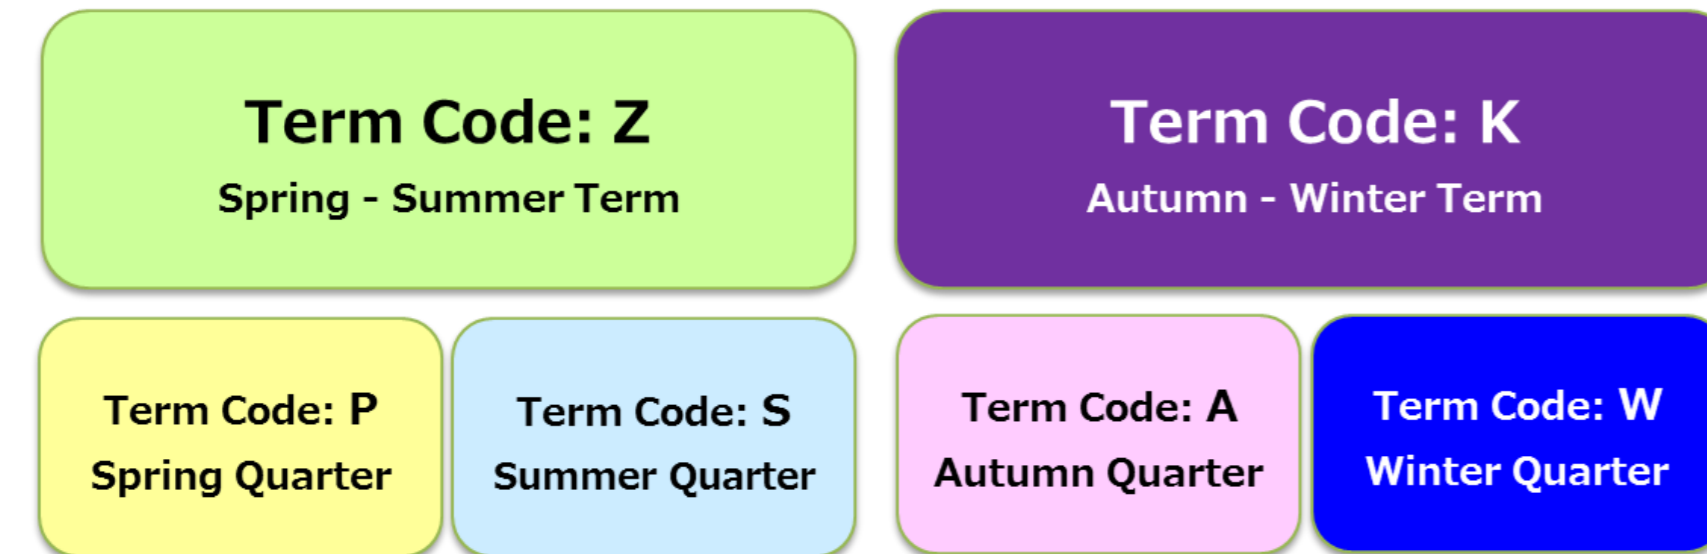 Term Code: Z
Spring - Summer Term
Term Code: K
Autumn - Winter Term
Term Code: P
Spring Quarter
Term Code: S
Summer Quarter
Term Code: A
Autumn Quarter
Term Code: W
Winter Quarter